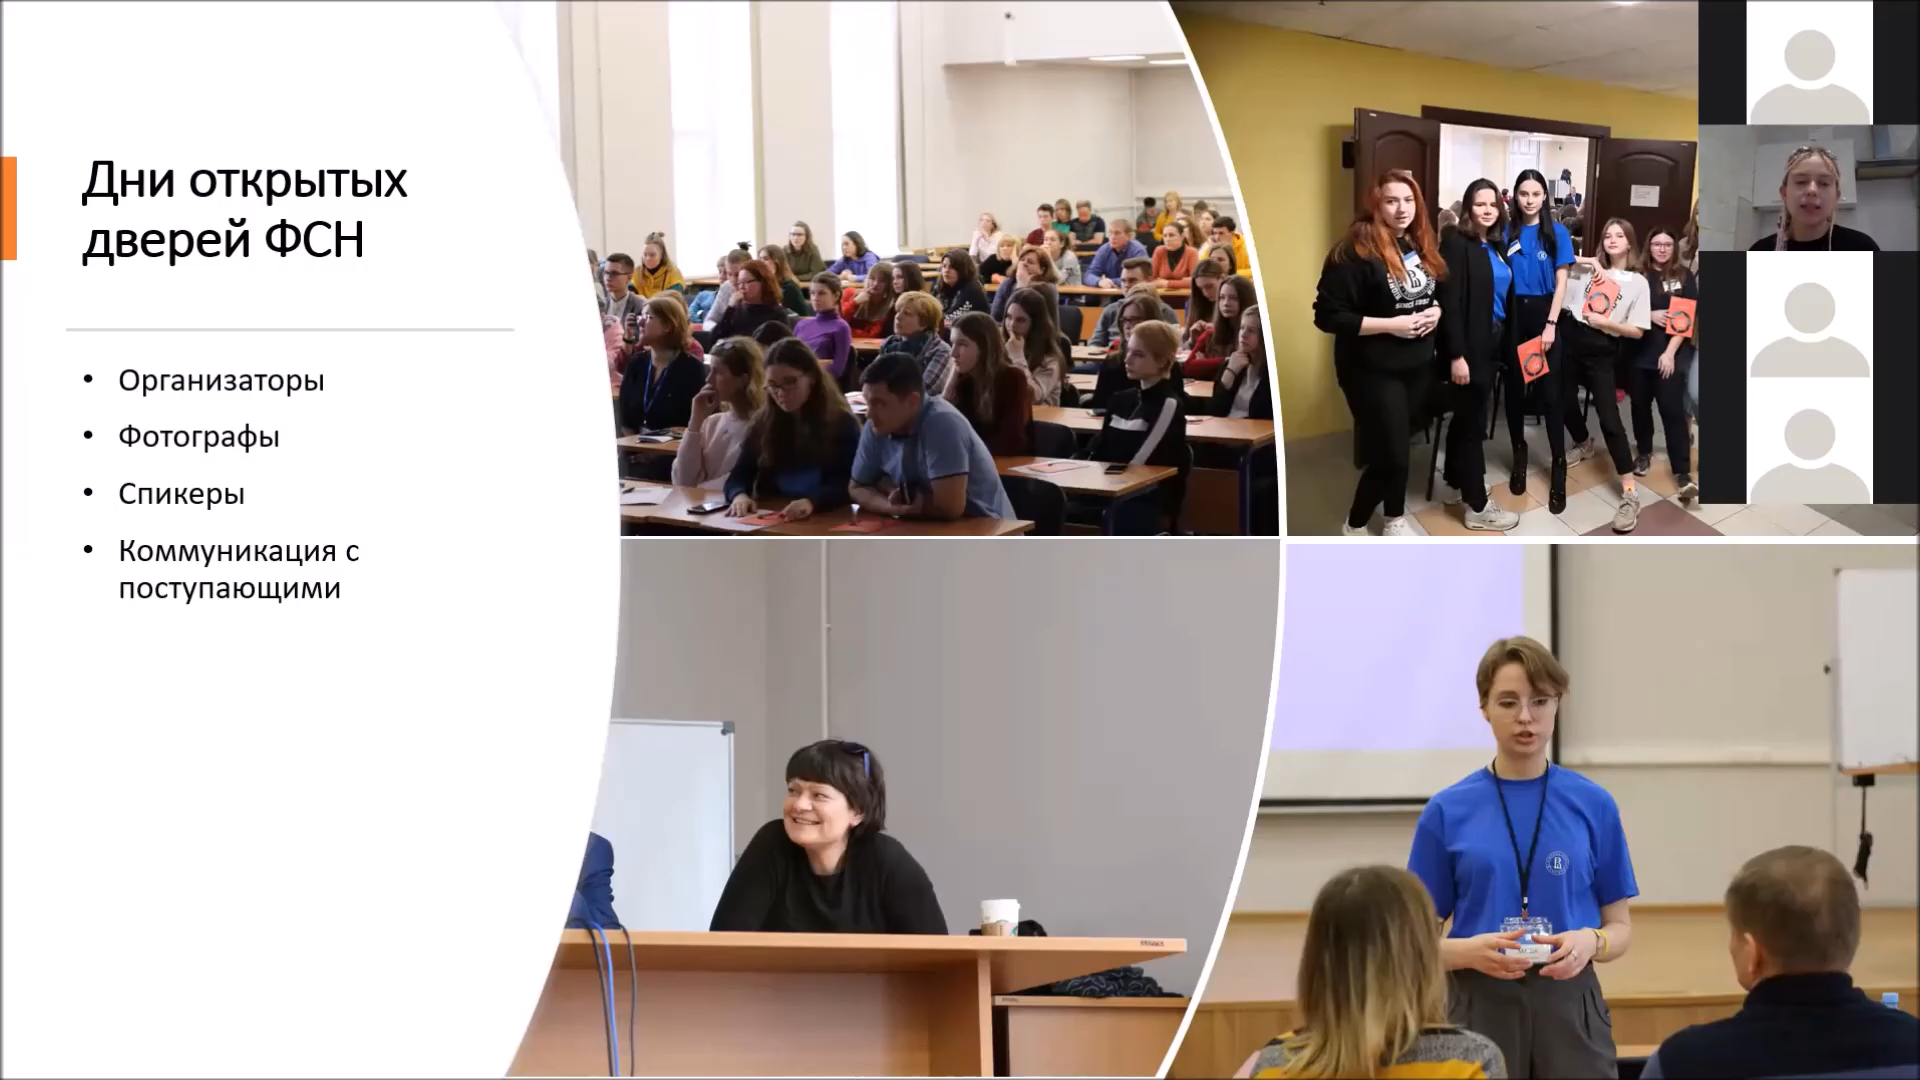 Дни открытых
дверей ФСН
• Организаторы
• Фотографы
• Спикеры
• Коммуникация с
поступающими